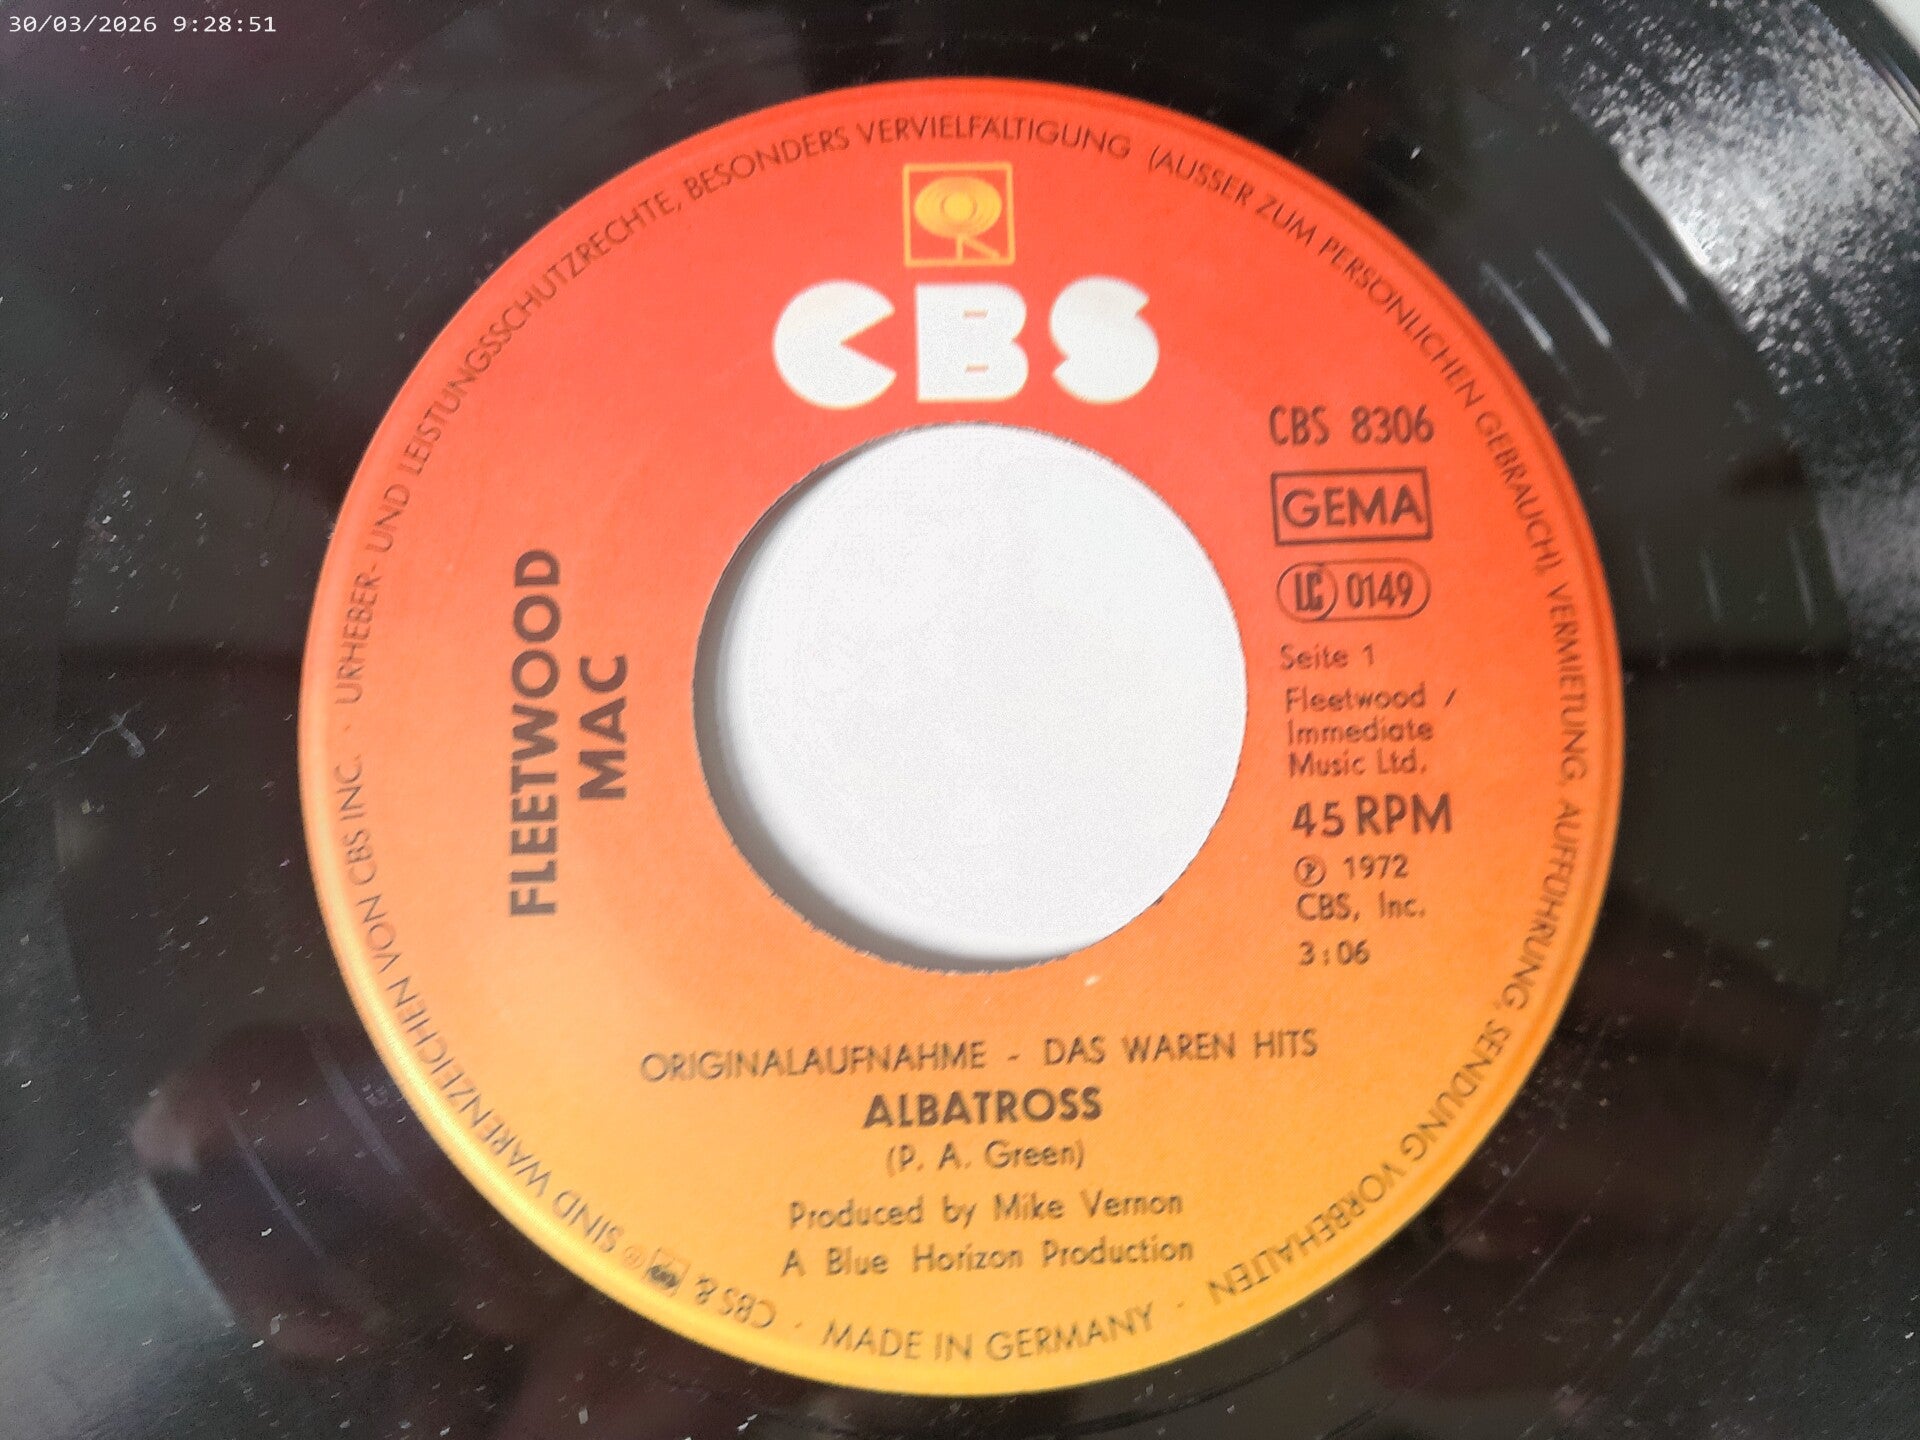 30/03/2026 9:28:51
URHEBER- UND LEISTUNGSSCHUTZRECHTE, BESONDERS VERVIELFÄLTIGUNG (AUSSER ZUM PERSÖNLICHEN GEBRAUCH), VERMIETUNG, AUFFÜHRUNG, SENDUNG VORBEHALTEN ·
CBS
CBS 8306
GEMA
LC 0149
Seite 1
Fleetwood /
Immediate
Music Ltd.
45 RPM
℗ 1972
CBS, Inc.
3:06
FLEETWOOD
MAC
ORIGINALAUFNAHME - DAS WAREN HITS
ALBATROSS
(P. A. Green)
Produced by Mike Vernon
A Blue Horizon Production
MADE IN GERMANY ·
CBS & ® SIND WARENZEICHEN VON CBS INC. ·